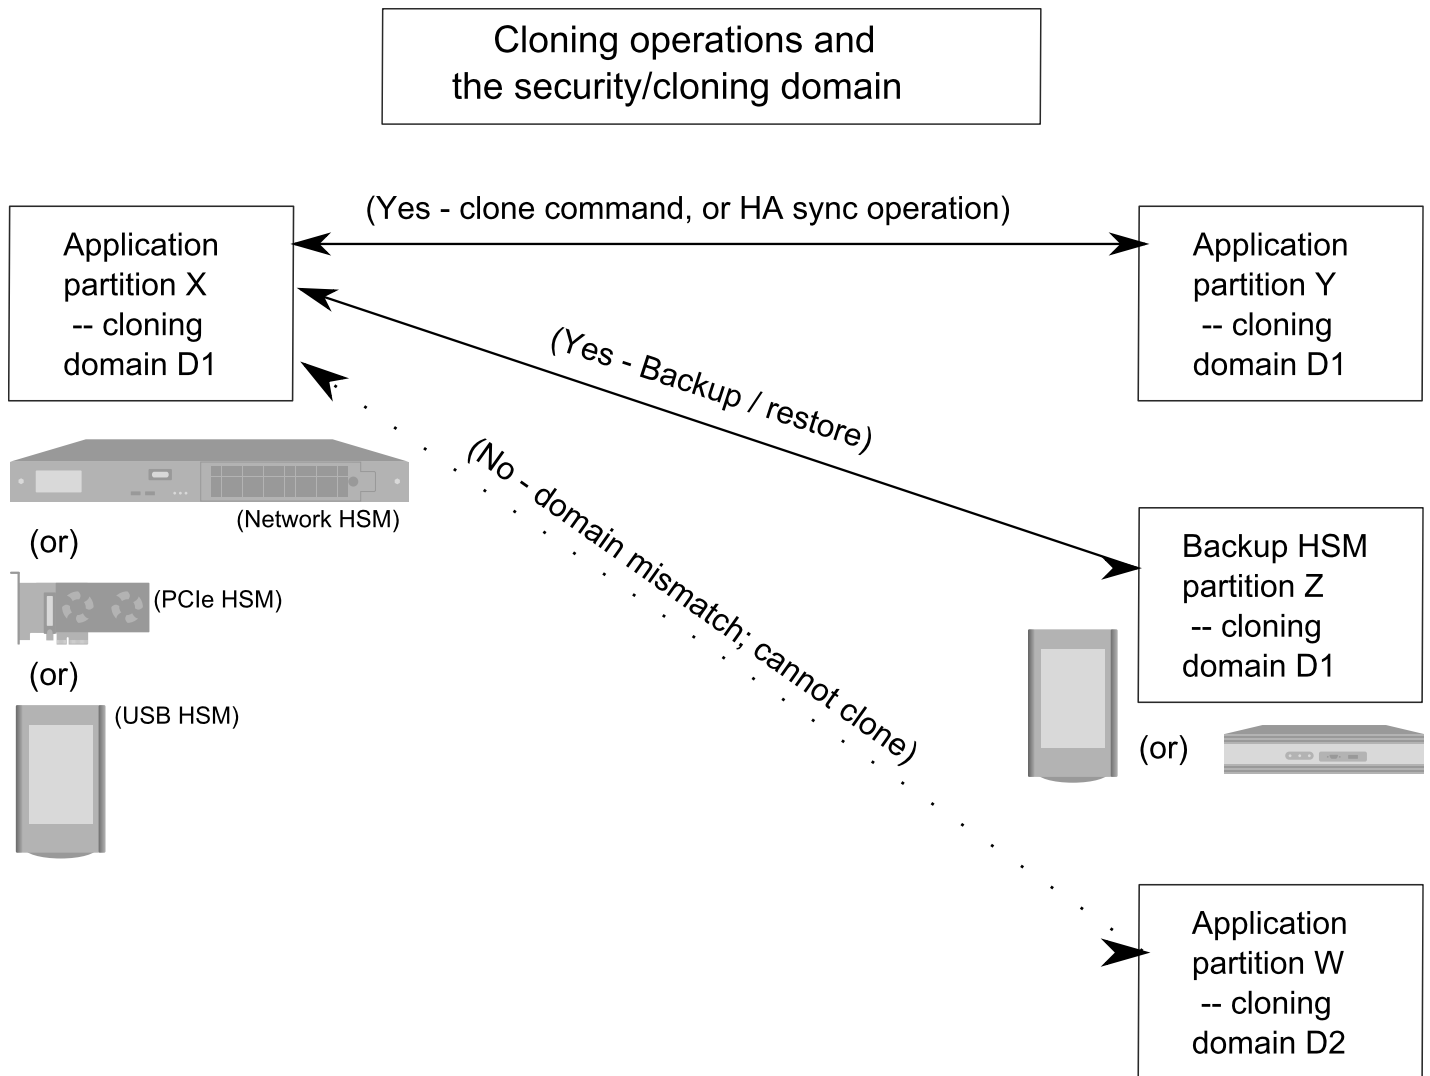 Cloning operations and
the security/cloning domain
(Yes - clone command, or HA sync operation)
Application
partition X
-- cloning
domain D1
Application
partition Y
-- cloning
domain D1
(Yes - Backup / restore)
(No - domain mismatch; cannot clone)
(Network HSM)
(or)
(PCIe HSM)
(or)
(USB HSM)
Backup HSM
partition Z
-- cloning
domain D1
(or)
Application
partition W
-- cloning
domain D2